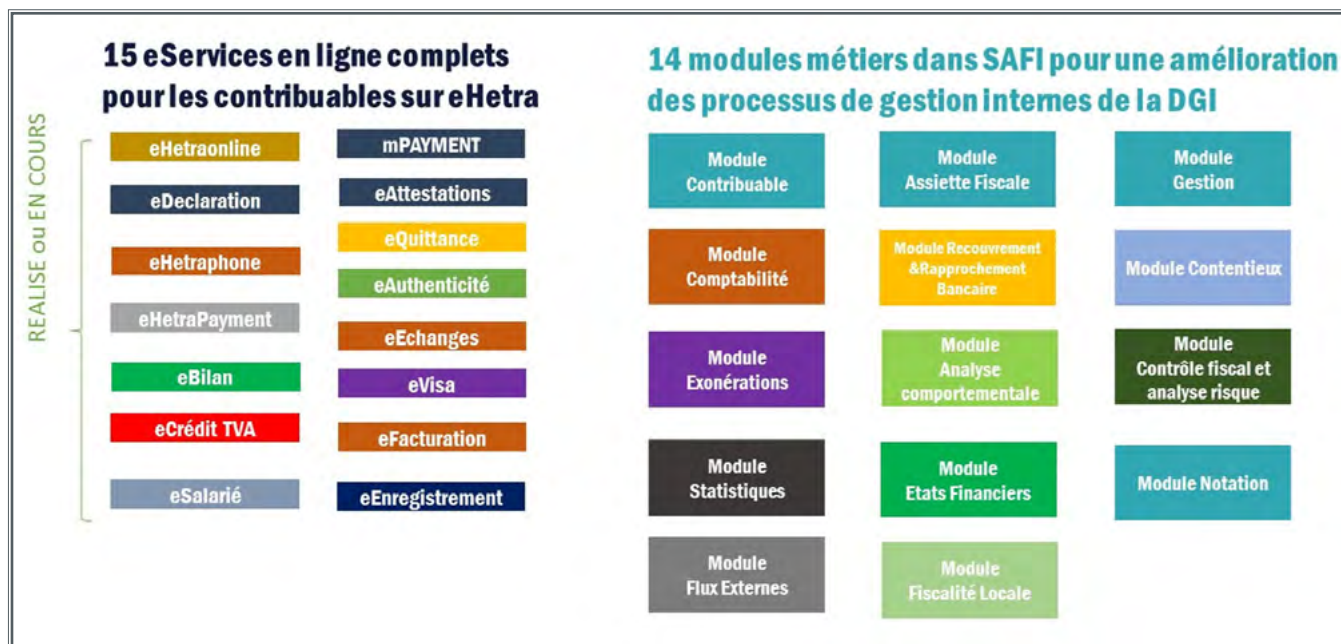 15 eServices en ligne complets
pour les contribuables sur eHetra
REALISE ou EN COURS
eHetraonline
eDeclaration
eHetraphone
eHetraPayment
eBilan
eCrédit TVA
eSalarié
mPAYMENT
eAttestations
eQuittance
eAuthenticité
eEchanges
eVisa
eFacturation
eEnregistrement
14 modules métiers dans SAFI pour une amélioration
des processus de gestion internes de la DGI
Module
Contribuable
Module
Assiette Fiscale
Module
Gestion
Module
Comptabilité
Module Recouvrement
&Rapprochement
Bancaire
Module Contentieux
Module
Exonérations
Module
Analyse
comportementale
Module
Contrôle fiscal et
analyse risque
Module
Statistiques
Module
Etats Financiers
Module Notation
Module
Flux Externes
Module
Fiscalité Locale